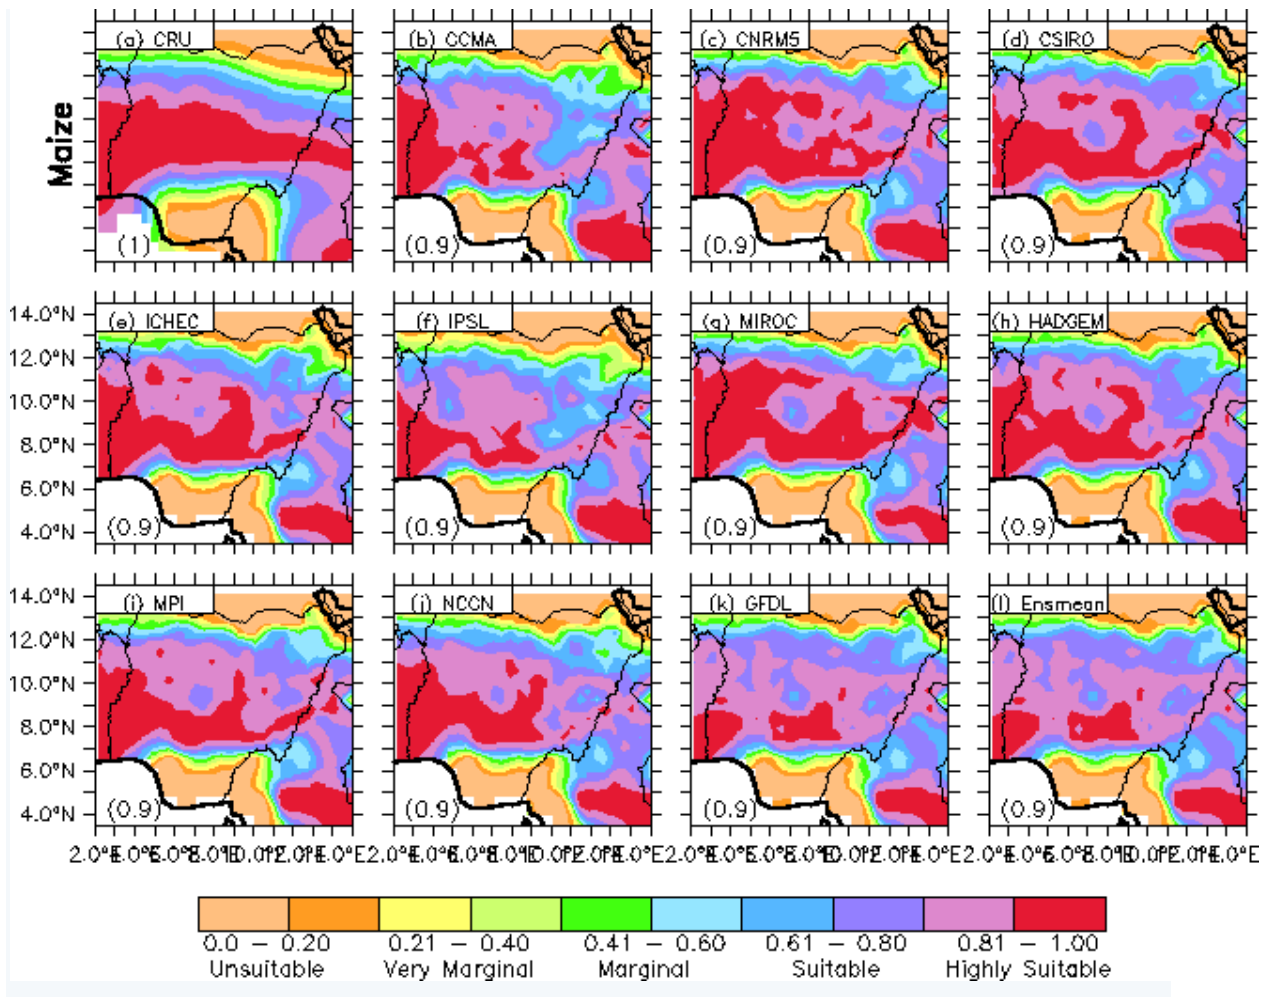 Maize
(a) CRU
(b) CCMA
(c) CNRM5
(d) CSIRO
(1)
(0.9)
(0.9)
(0.9)
14.0°N
12.0°N
10.0°N
8.0°N
6.0°N
4.0°N
(e) ICHEC
(f) IPSL
(g) MIROC
(h) HADGEM
(0.9)
(0.9)
(0.9)
(0.9)
14.0°N
12.0°N
10.0°N
8.0°N
6.0°N
4.0°N
(i) MPI
(j) NCCN
(k) GFDL
(l) Ensmean
(0.9)
(0.9)
(0.9)
(0.9)
0.0 – 0.20
0.21 – 0.40
0.41 – 0.60
0.61 – 0.80
0.81 – 1.00
Unsuitable
Very Marginal
Marginal
Suitable
Highly Suitable